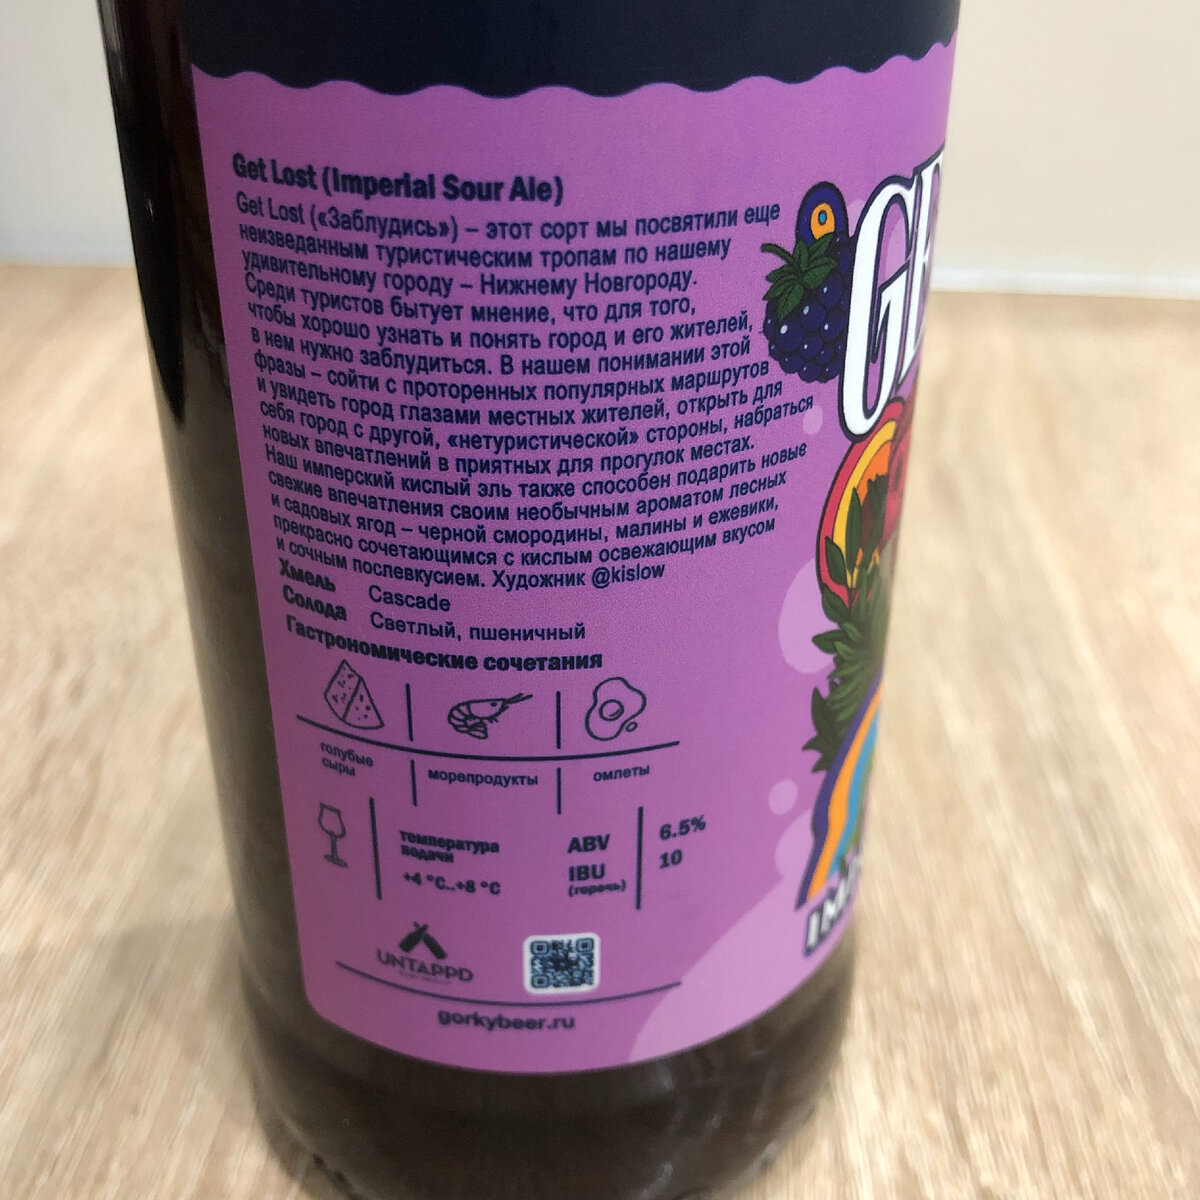 Get Lost (Imperial Sour Ale)
Get Lost («Заблудись») – этот сорт мы посвятили еще
неизведанным туристическим тропам по нашему
удивительному городу – Нижнему Новгороду.
Среди туристов бытует мнение, что для того,
чтобы хорошо узнать и понять город и его жителей,
в нем нужно заблудиться. В нашем понимании этой
фразы – сойти с проторенных популярных маршрутов
и увидеть город глазами местных жителей, открыть для
себя город с другой, «нетуристической» стороны, набраться
новых впечатлений в приятных для прогулок местах.
Наш имперский кислый эль также способен подарить новые
свежие впечатления своим необычным ароматом лесных
и садовых ягод – черной смородины, малины и ежевики,
прекрасно сочетающимся с кислым освежающим вкусом
и сочным послевкусием. Художник @kislow
Хмель Cascade
Солода Светлый, пшеничный
Гастрономические сочетания
голубые
сыры
морепродукты
омлеты
температура
подачи
+4 °C..+8 °C
ABV 6.5%
IBU 10
(горечь)
UNTAPPD
gorkybeer.ru